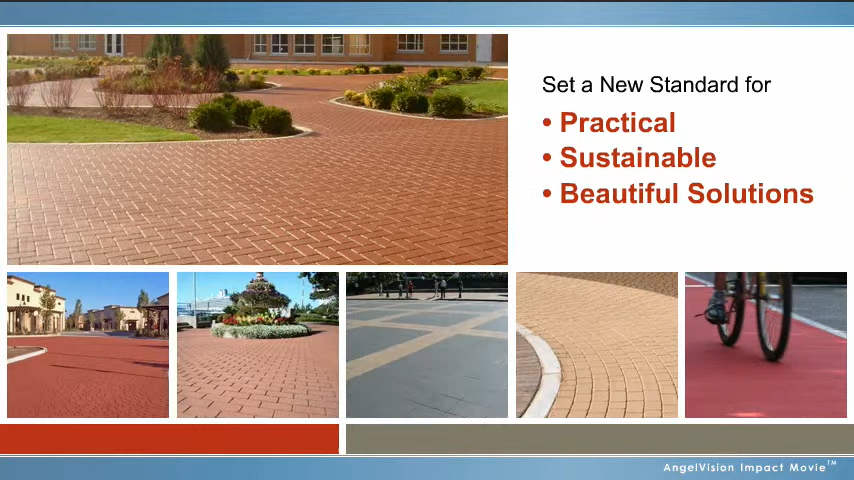 Set a New Standard for
• Practical
• Sustainable
• Beautiful Solutions
AngelVision Impact Movie™